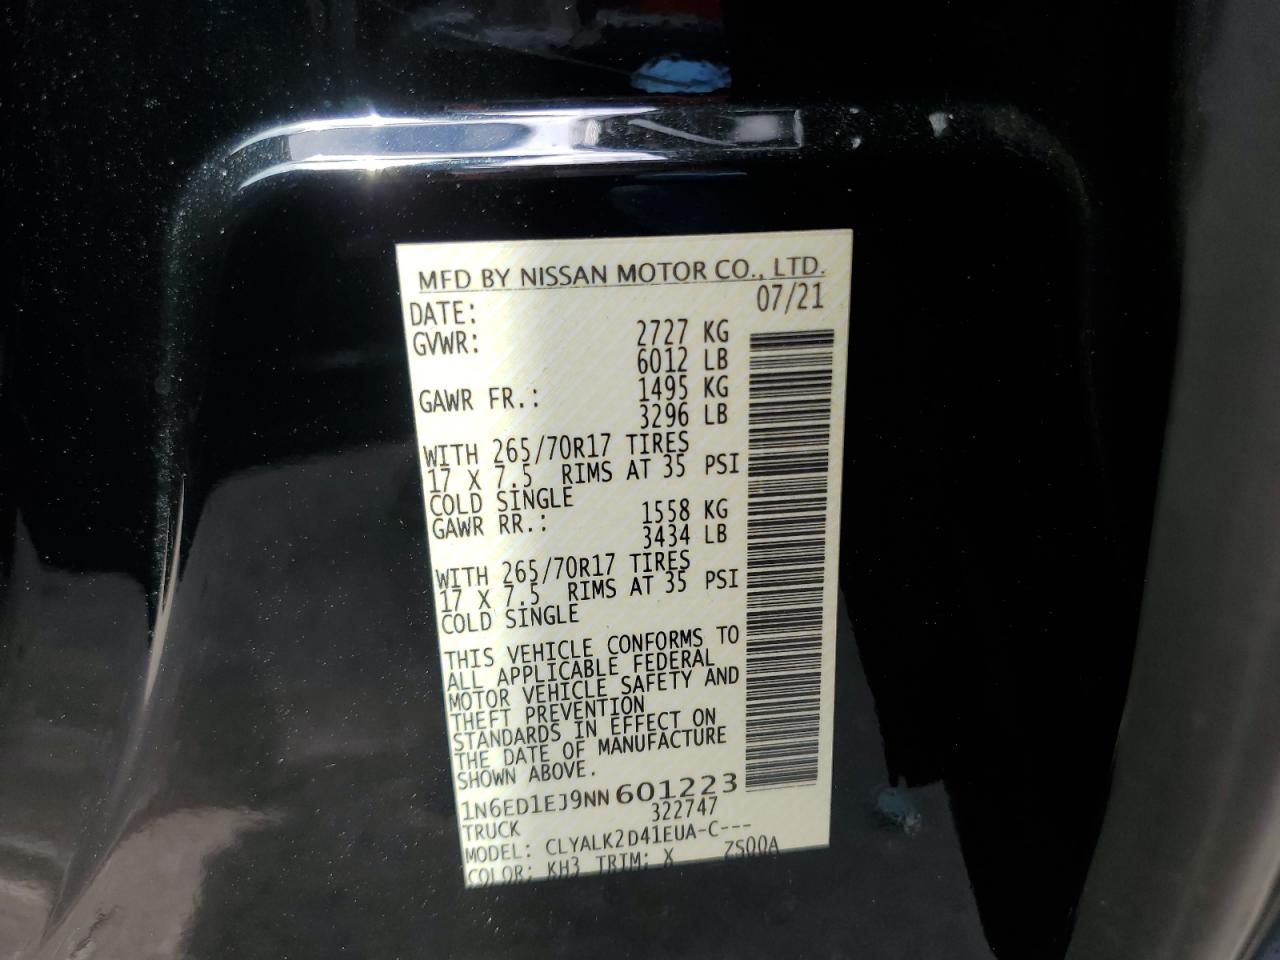 MFD BY NISSAN MOTOR CO., LTD.
DATE: 07/21
GVWR: 2727 KG
6012 LB
GAWR FR.: 1495 KG
3296 LB
WITH 265/70R17 TIRES
17 X 7.5 RIMS AT 35 PSI
COLD SINGLE
GAWR RR.: 1558 KG
3434 LB
WITH 265/70R17 TIRES
17 X 7.5 RIMS AT 35 PSI
COLD SINGLE
THIS VEHICLE CONFORMS TO
ALL APPLICABLE FEDERAL
MOTOR VEHICLE SAFETY AND
THEFT PREVENTION
STANDARDS IN EFFECT ON
THE DATE OF MANUFACTURE
SHOWN ABOVE.
1N6ED1EJ9NN601223
TRUCK 322747
MODEL: CLYALK2D41EUA-C---
COLOR: KH3 TRIM: X ZS00A